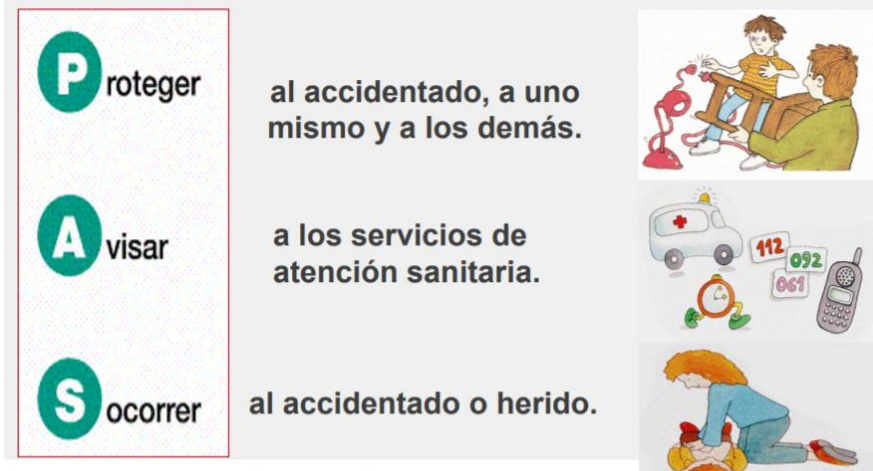 Proteger
al accidentado, a uno
mismo y a los demás.
Avisar
a los servicios de
atención sanitaria.
112
092
061
Socorrer
al accidentado o herido.